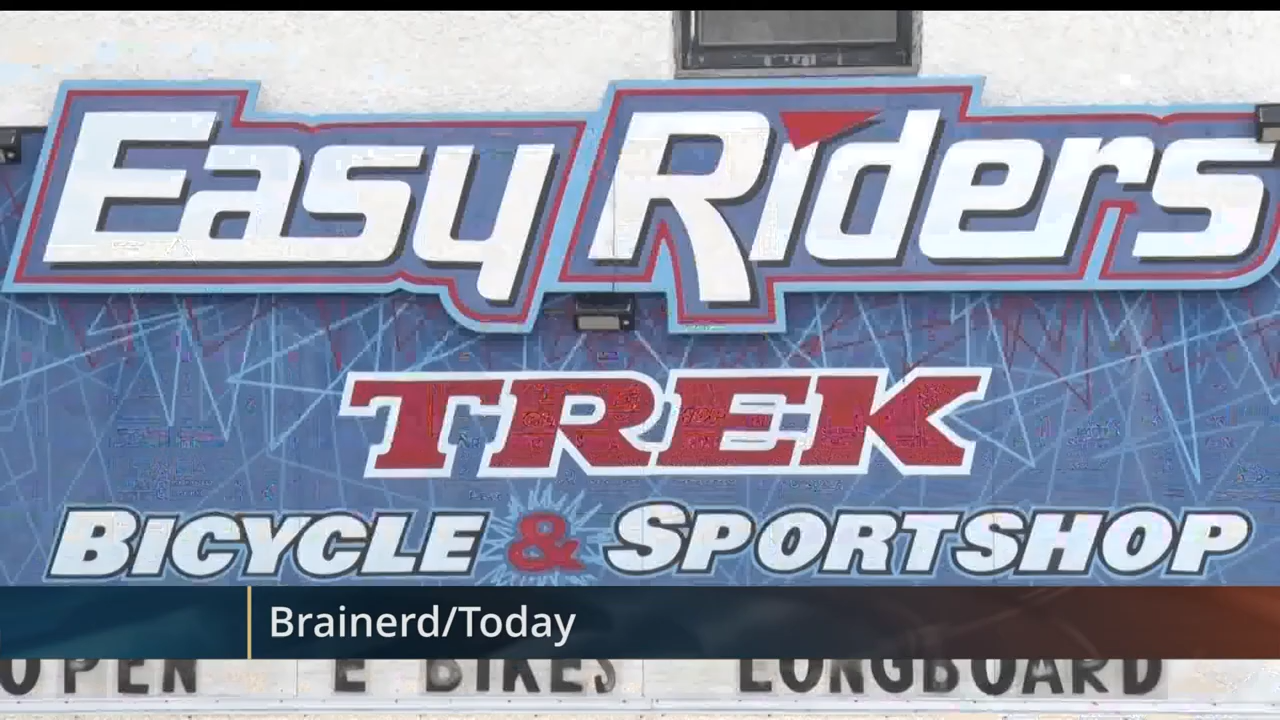 Easy Riders
TREK
BICYCLE & SPORTSHOP
Brainerd/Today
OPEN E BIKES LONGBOARD